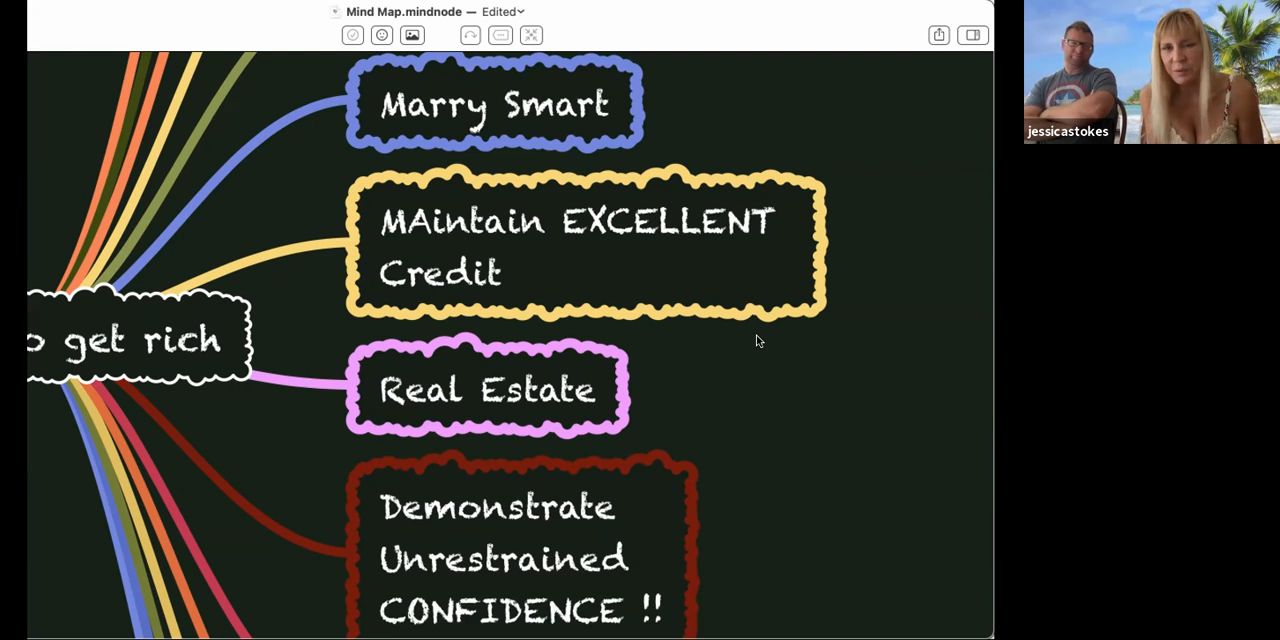 Mind Map.mindnode — Edited
jessicastokes
Marry Smart
MAintain EXCELLENT
Credit
o get rich
Real Estate
Demonstrate
Unrestrained
CONFIDENCE !!